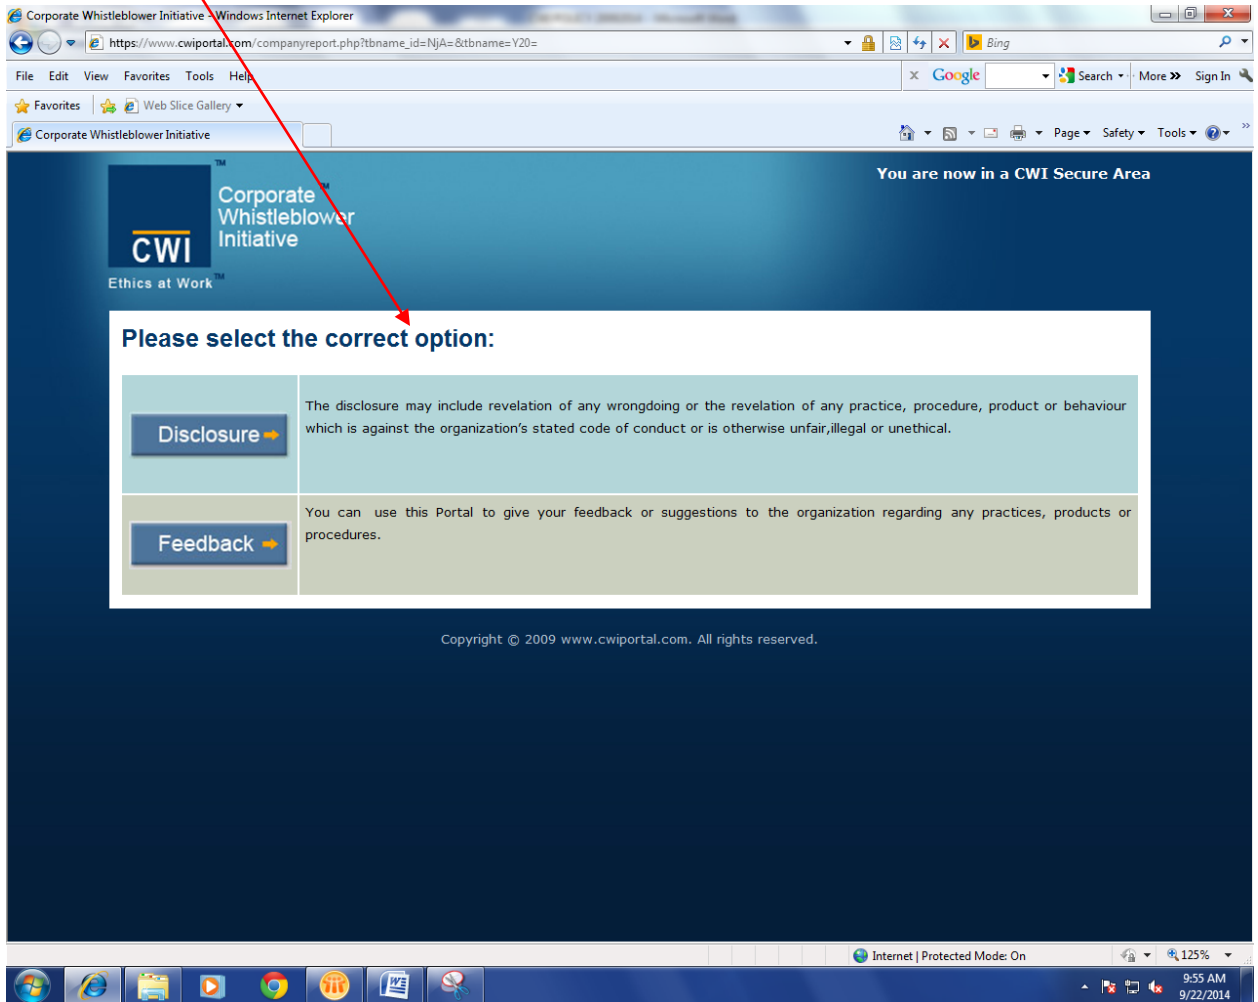 Corporate Whistleblower Initiative - Windows Internet Explorer
https://www.cwiportal.com/companyreport.php?tbname_id=NjA=&tbname=Y20=
Bing
File Edit View Favorites Tools Help
x Google Search More >> Sign In
Favorites Web Slice Gallery
Corporate Whistleblower Initiative
Page Safety Tools
You are now in a CWI Secure Area
CWI
TM
Corporate TM
Whistleblower
Initiative
Ethics at Work TM
Please select the correct option:
Disclosure
The disclosure may include revelation of any wrongdoing or the revelation of any practice, procedure, product or behaviour
which is against the organization's stated code of conduct or is otherwise unfair,illegal or unethical.
Feedback
You can use this Portal to give your feedback or suggestions to the organization regarding any practices, products or
procedures.
Copyright © 2009 www.cwiportal.com. All rights reserved.
Internet | Protected Mode: On
125%
9:55 AM
9/22/2014